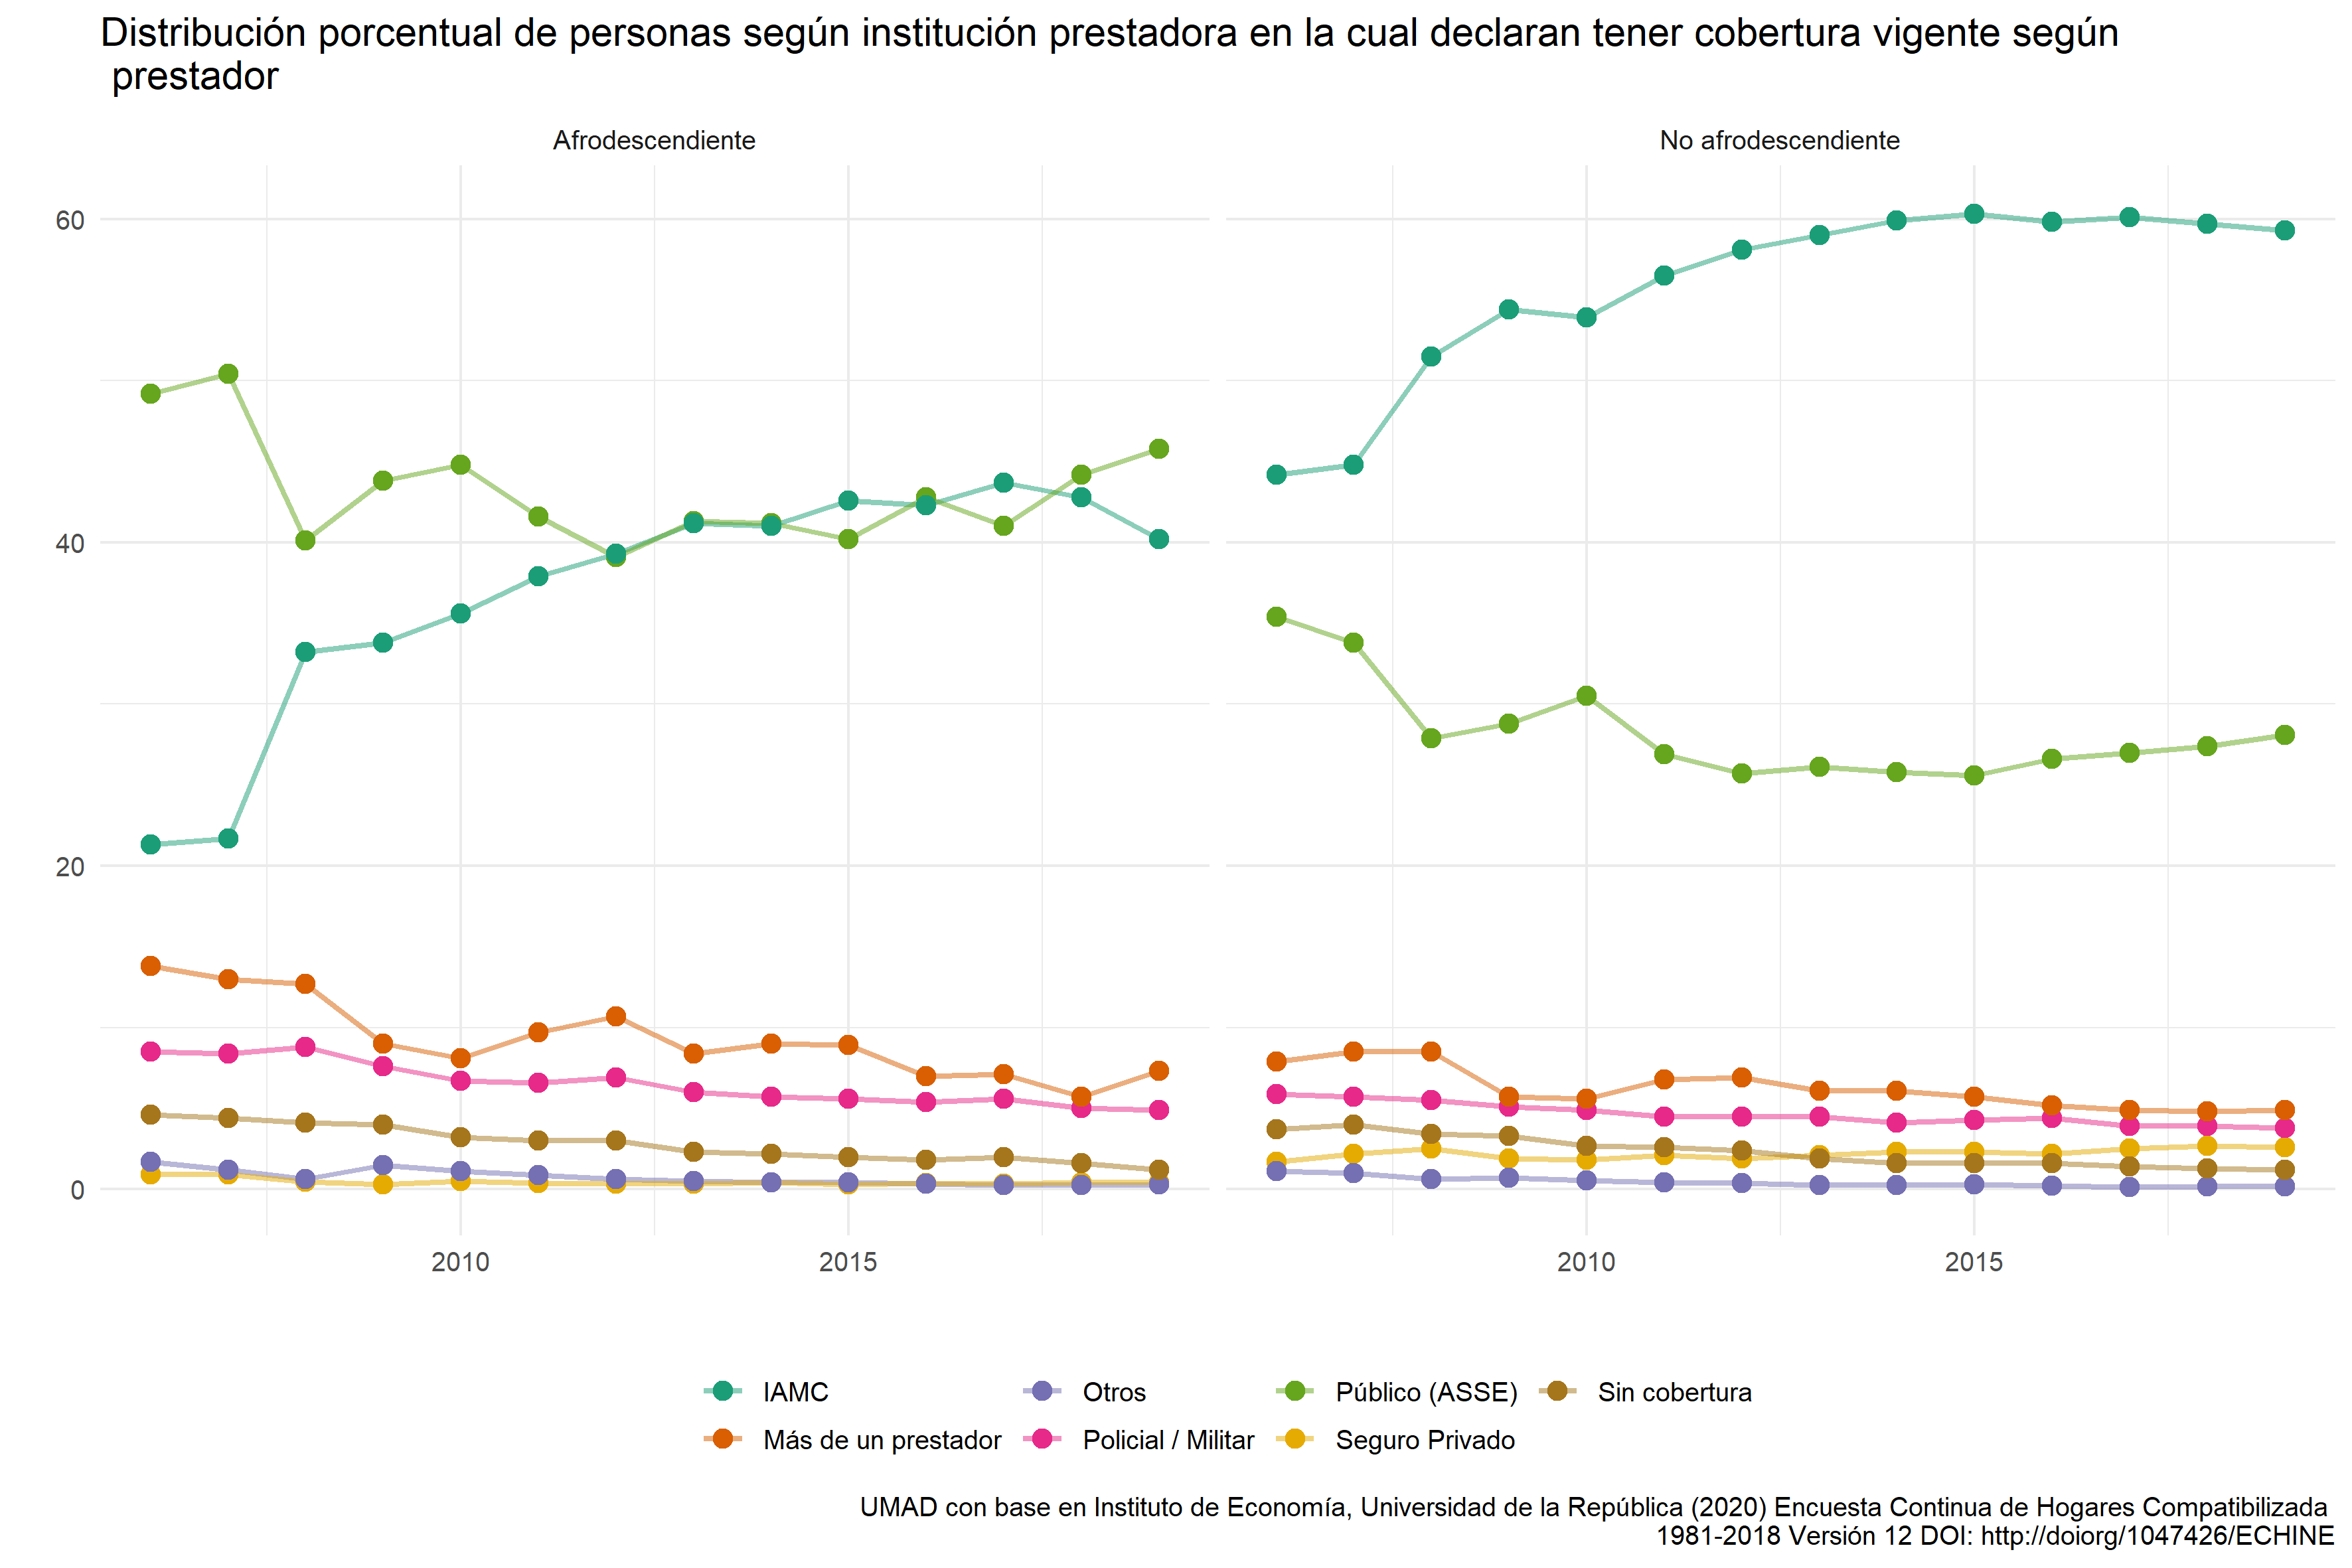 Distribución porcentual de personas según institución prestadora en la cual declaran tener cobertura vigente según
prestador
Afrodescendiente
No afrodescendiente
60
40
20
0
2010
2015
2010
2015
IAMC
Otros
Público (ASSE)
Sin cobertura
Más de un prestador
Policial / Militar
Seguro Privado
UMAD con base en Instituto de Economía, Universidad de la República (2020) Encuesta Continua de Hogares Compatibilizada
1981-2018 Versión 12 DOI: http://doiorg/1047426/ECHINE